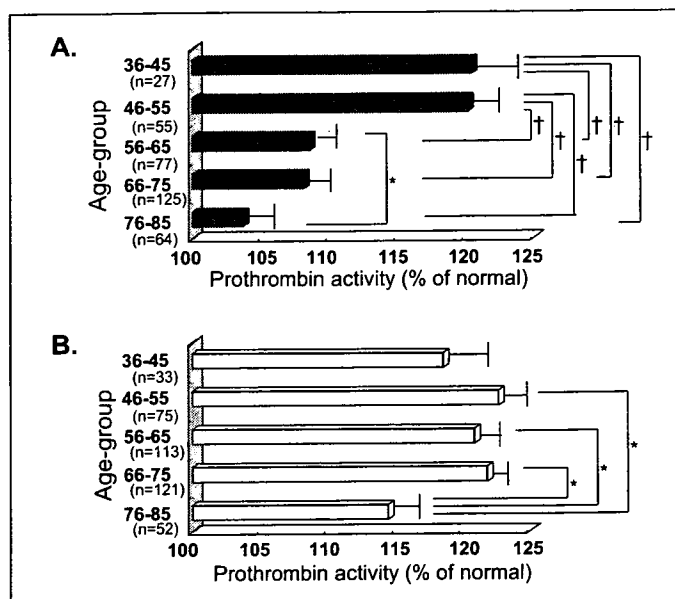 A.
Age-group
36-45
(n=27)
46-55
(n=55)
56-65
(n=77)
66-75
(n=125)
76-85
(n=64)
†
†
†
†
†
†
*
100 105 110 115 120 125
Prothrombin activity (% of normal)
B.
Age-group
36-45
(n=33)
46-55
(n=75)
56-65
(n=113)
66-75
(n=121)
76-85
(n=52)
*
*
*
100 105 110 115 120 125
Prothrombin activity (% of normal)